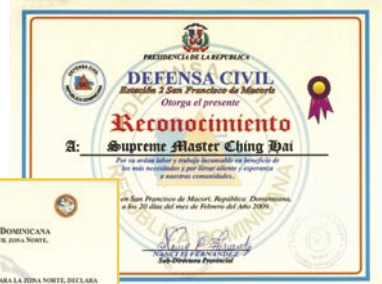 PRESIDENCIA DE LA REPUBLICA
DEFENSA CIVIL
Estación 2 San Francisco de Macorís
Otorga el presente
Reconocimiento
A: Supreme Master Ching Hai
Por su ardua labor y trabajo incansable en beneficio de
los más necesitados y por llevar aliento y esperanza
a nuestras comunidades.
en San Francisco de Macorí, República Dominicana,
a los 20 días del mes de Febrero del Año 2009.
NANCI EJ FERNANDEZ
Sub-Directora Provincial
DOMINICANA
ZONA NORTE,
PARA LA ZONA NORTE, DECLARA